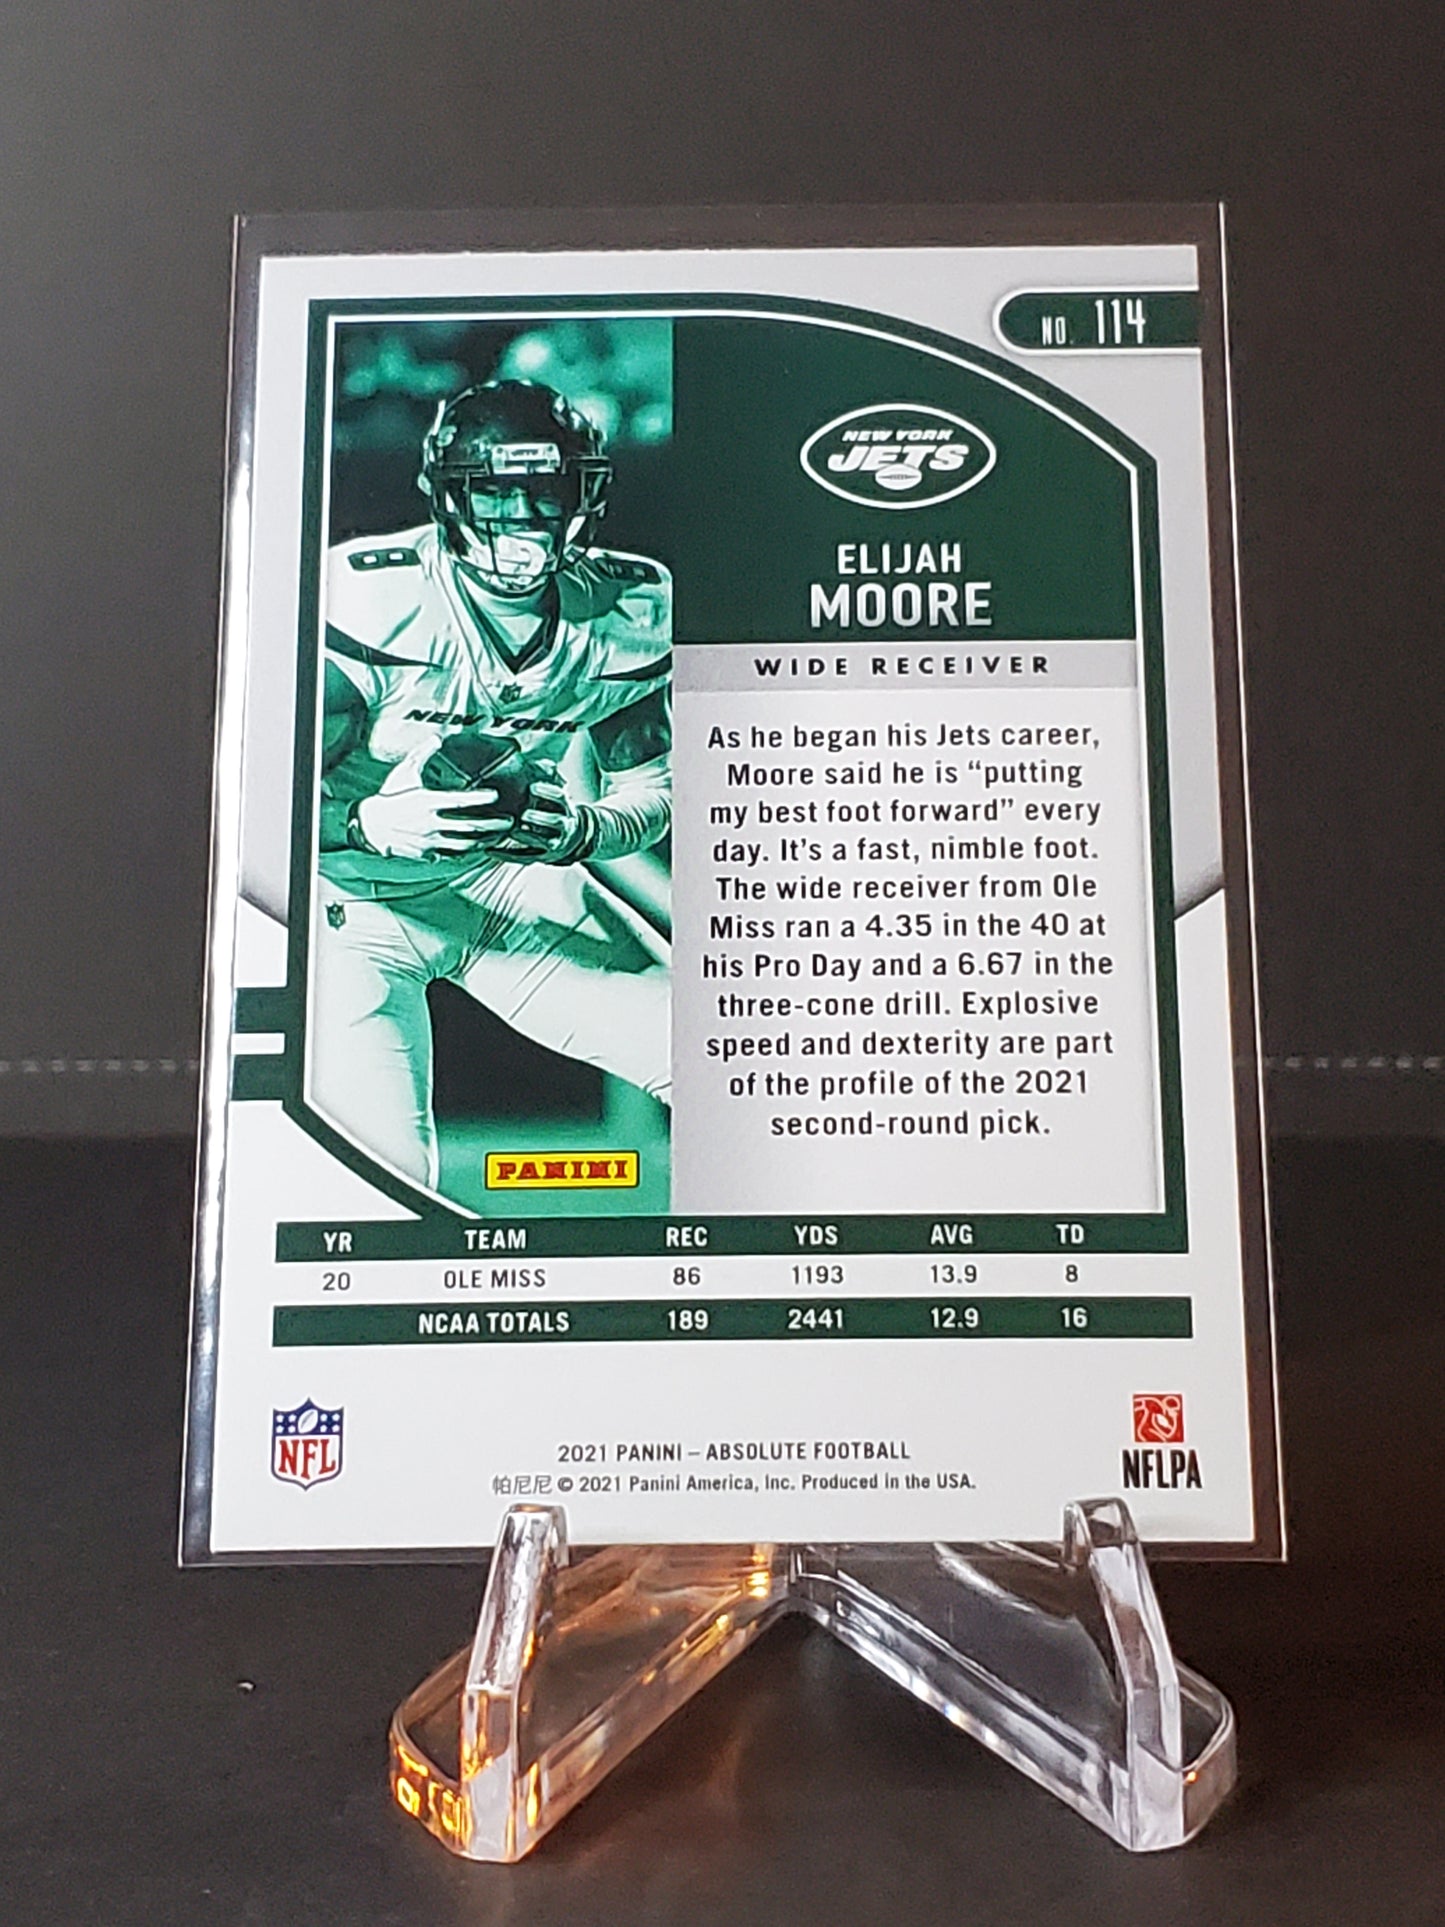 NO. 114
NEW YORK
JETS
ELIJAH
MOORE
WIDE RECEIVER
NEW YORK
As he began his Jets career,
Moore said he is “putting
my best foot forward” every
day. It’s a fast, nimble foot.
The wide receiver from Ole
Miss ran a 4.35 in the 40 at
his Pro Day and a 6.67 in the
three-cone drill. Explosive
speed and dexterity are part
of the profile of the 2021
second-round pick.
PANINI
YR TEAM REC YDS AVG TD
20 OLE MISS 86 1193 13.9 8
NCAA TOTALS 189 2441 12.9 16
NFL
2021 PANINI – ABSOLUTE FOOTBALL
帕尼尼 © 2021 Panini America, Inc. Produced in the USA.
NFLPA